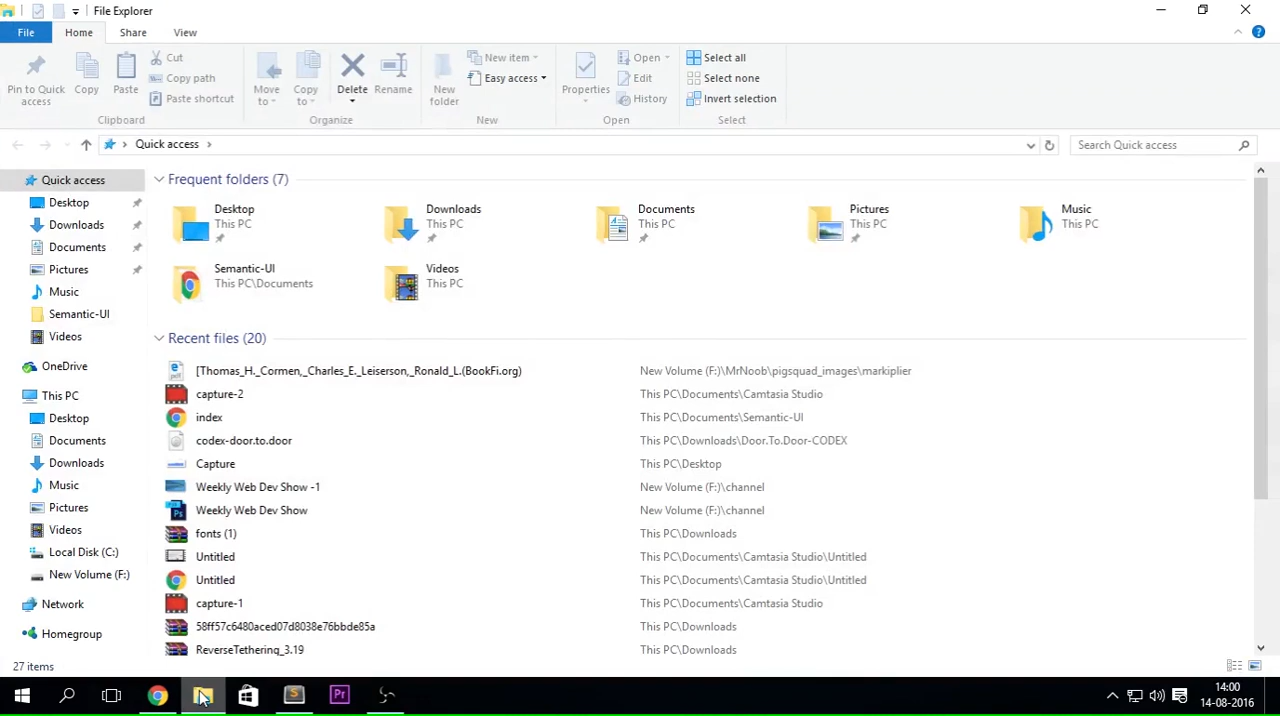 File Explorer
File Home Share View
Pin to Quick access
Copy
Paste
Cut
Copy path
Paste shortcut
Clipboard
Move to
Copy to
Delete
Rename
Organize
New folder
New item
Easy access
New
Properties
Open
Edit
History
Open
Select all
Select none
Invert selection
Select
Quick access
Search Quick access
Quick access
Desktop
Downloads
Documents
Pictures
Music
Semantic-UI
Videos
OneDrive
This PC
Desktop
Documents
Downloads
Music
Pictures
Videos
Local Disk (C:)
New Volume (F:)
Network
Homegroup
Frequent folders (7)
Desktop
This PC
Downloads
This PC
Documents
This PC
Pictures
This PC
Music
This PC
Semantic-UI
This PC\Documents
Videos
This PC
Recent files (20)
[Thomas_H._Cormen,_Charles_E._Leiserson,_Ronald_L.(BookFi.org) New Volume (F:)\MrNoob\pigsquad_images\markiplier
capture-2 This PC\Documents\Camtasia Studio
index This PC\Documents\Semantic-UI
codex-door.to.door This PC\Downloads\Door.To.Door-CODEX
Capture This PC\Desktop
Weekly Web Dev Show -1 New Volume (F:)\channel
Weekly Web Dev Show New Volume (F:)\channel
fonts (1) This PC\Downloads
Untitled This PC\Documents\Camtasia Studio\Untitled
Untitled This PC\Documents\Camtasia Studio\Untitled
capture-1 This PC\Documents\Camtasia Studio
58ff57c6480aced07d8038e76bbde85a This PC\Downloads
ReverseTethering_3.19 This PC\Downloads
27 items
S
Pr
14:00
14-08-2016